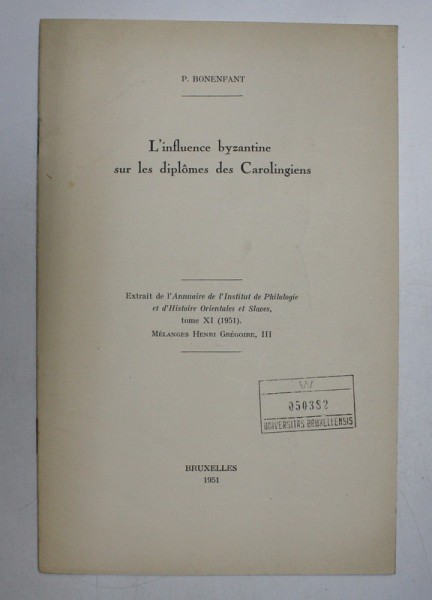 P. BONENFANT
L'influence byzantine
sur les diplômes des Carolingiens
Extrait de l'Annuaire de l'Institut de Philologie
et d'Histoire Orientales et Slaves,
tome XI (1951).
MÉLANGES HENRI GRÉGOIRE, III
W
050382
UNIVERSITAS BRUXELLENSIS
BRUXELLES
1951